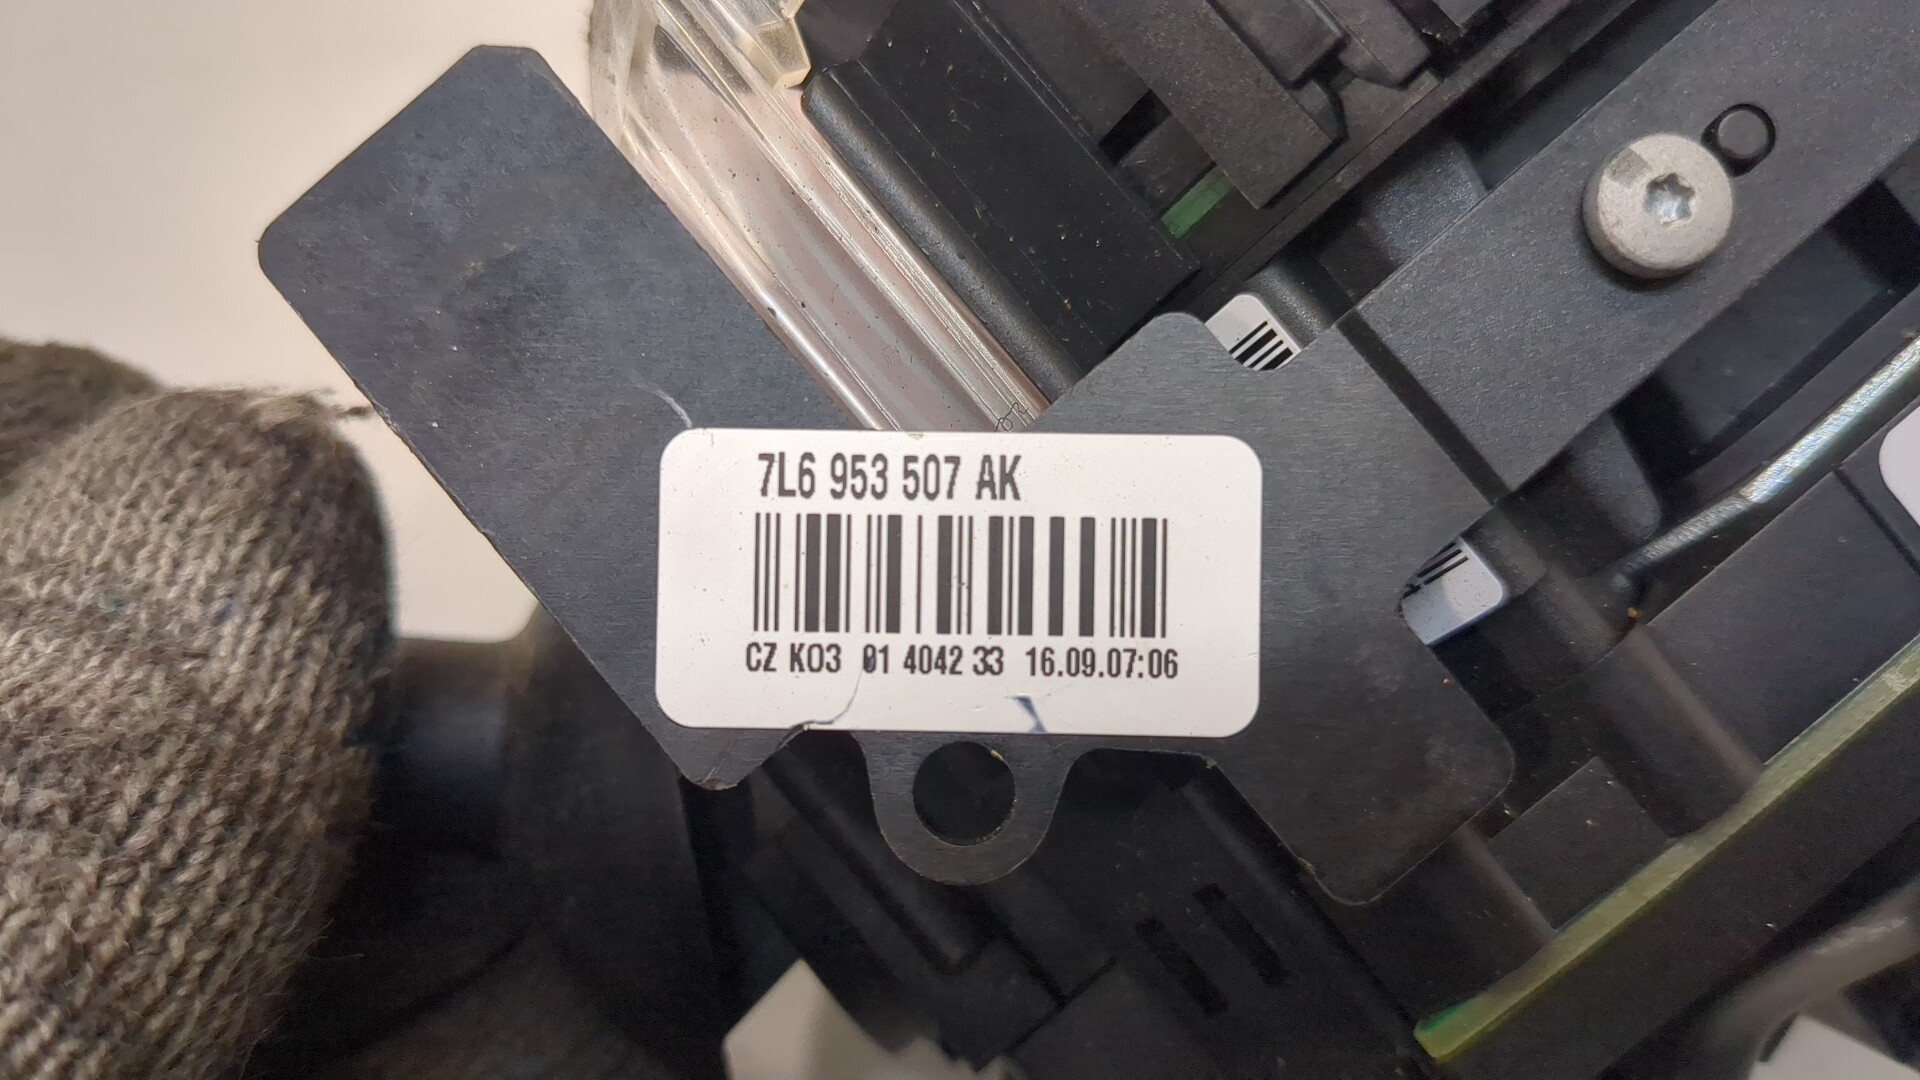 7L6 953 507 AK
CZ KO3 01 4042 33 16.09.07:06